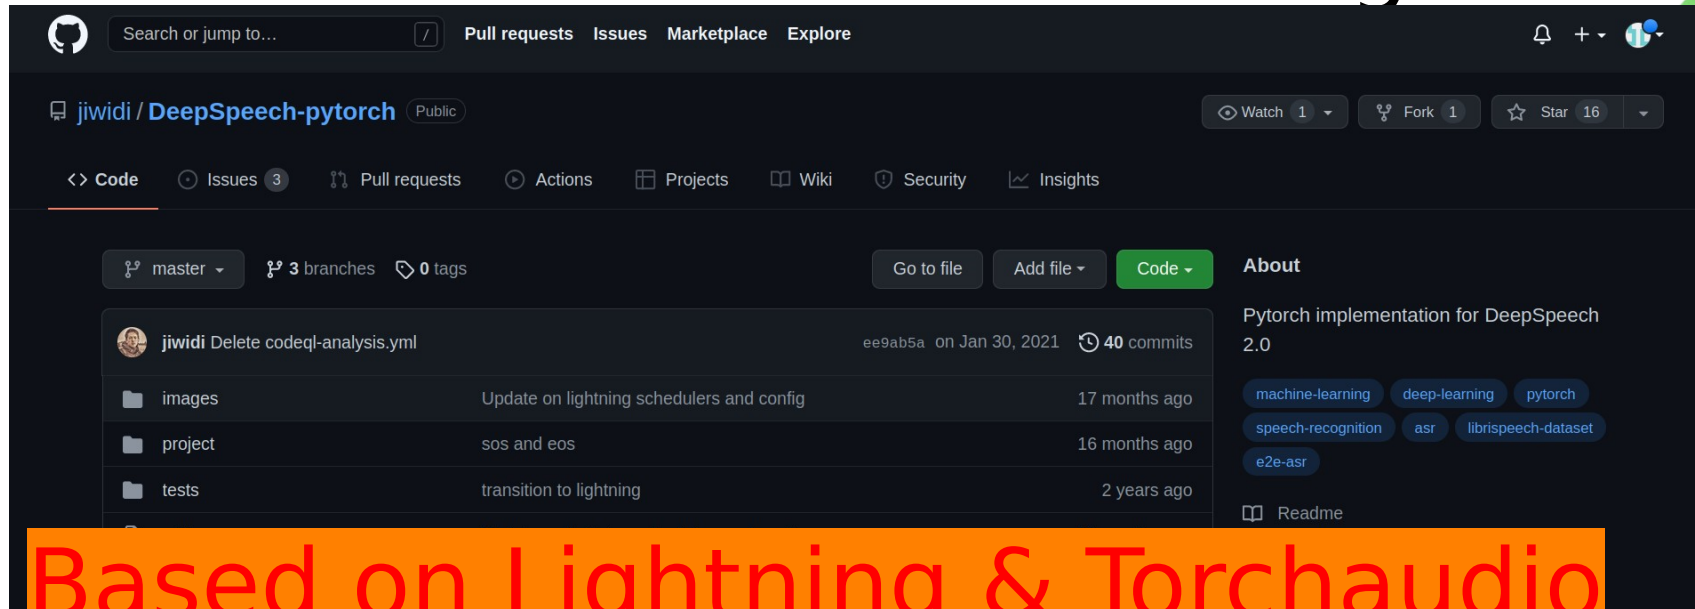 Search or jump to… / Pull requests Issues Marketplace Explore
jiwidi / DeepSpeech-pytorch Public Watch 1 Fork 1 Star 16
<> Code Issues 3 Pull requests Actions Projects Wiki Security Insights
master 3 branches 0 tags Go to file Add file Code
About
Pytorch implementation for DeepSpeech
2.0
jiwidi Delete codeql-analysis.yml ee9ab5a on Jan 30, 2021 40 commits
images Update on lightning schedulers and config 17 months ago
project sos and eos 16 months ago
tests transition to lightning 2 years ago
machine-learning deep-learning pytorch
speech-recognition asr librispeech-dataset
e2e-asr
Readme
Based on Lightning & Torchaudio